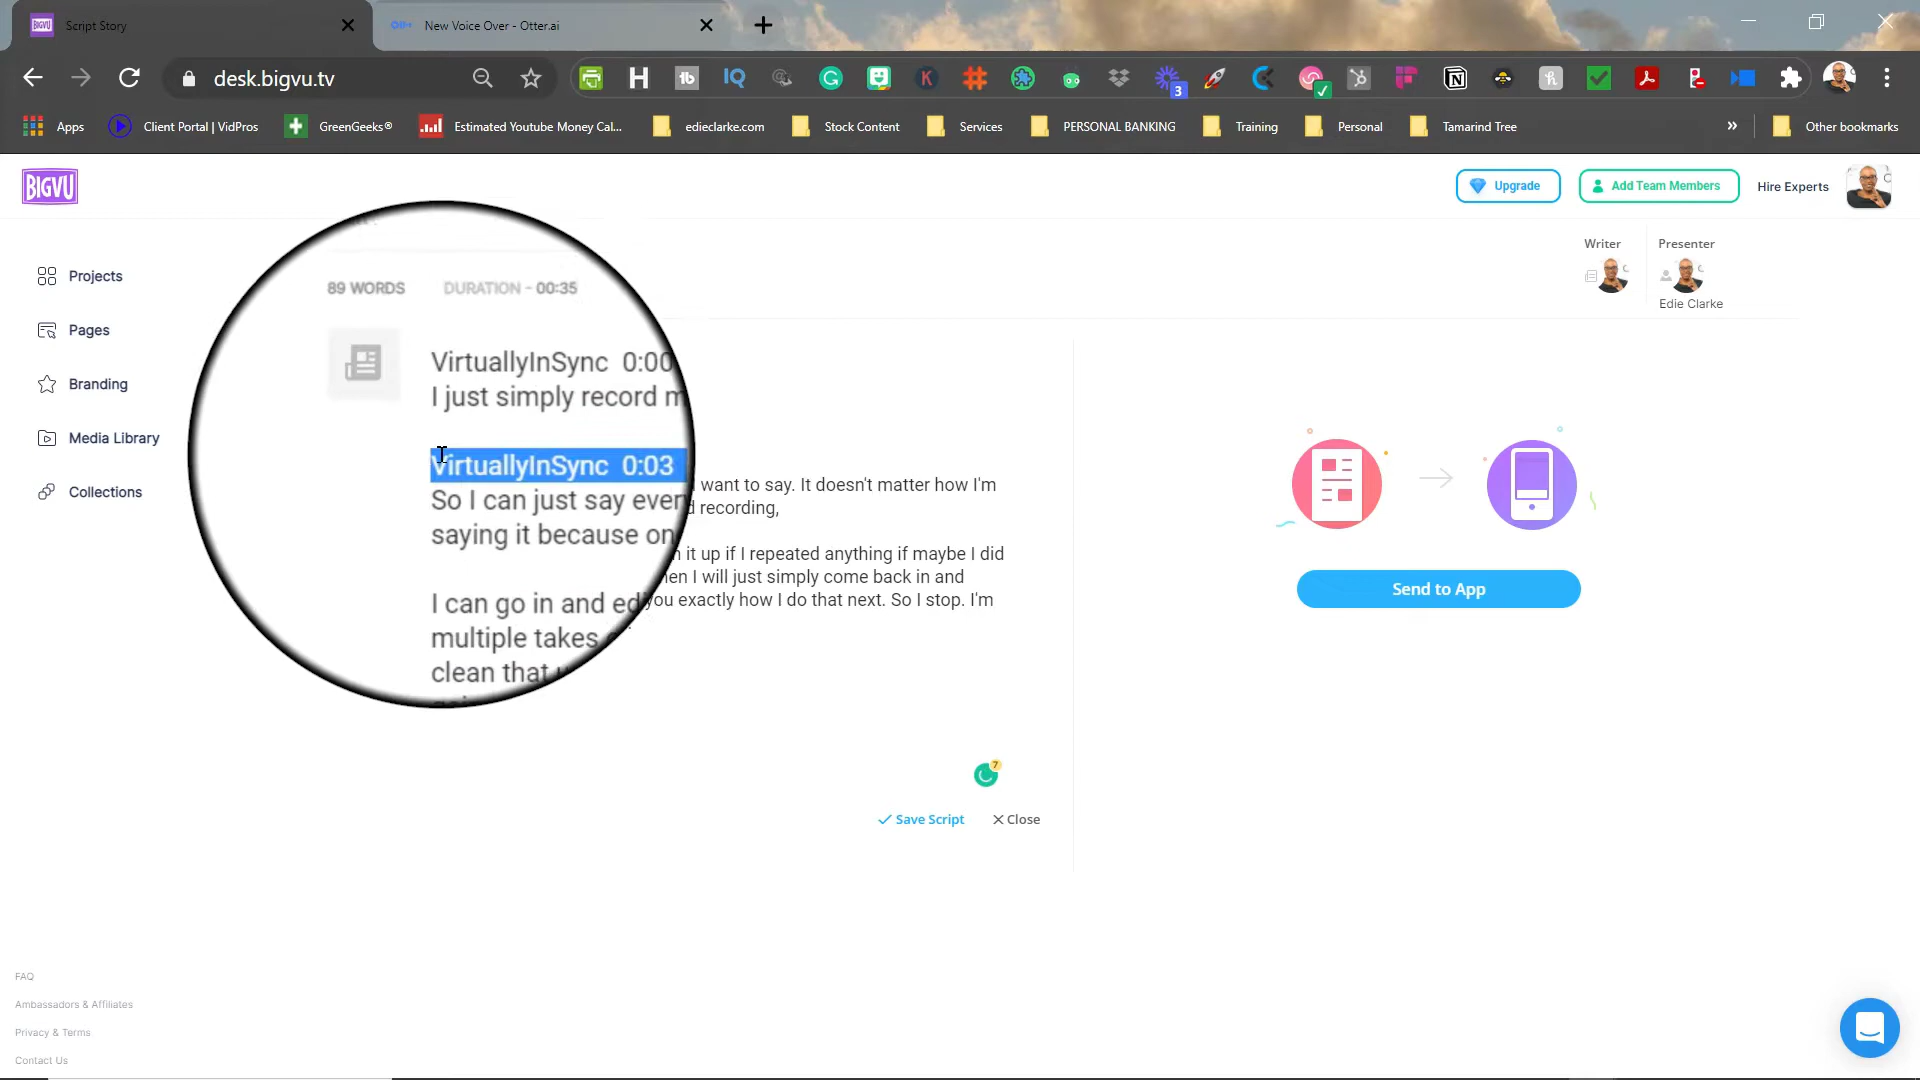 BIGVU
Script Story
New Voice Over - Otter.ai
desk.bigvu.tv
3
Apps
Client Portal | VidPros
GreenGeeks®
Estimated Youtube Money Cal...
edieclarke.com
Stock Content
Services
PERSONAL BANKING
Training
Personal
Tamarind Tree
»
Other bookmarks
BIGVU
Upgrade
Add Team Members
Hire Experts
Writer
Presenter
Edie Clarke
Projects
Pages
Branding
Media Library
Collections
89 WORDS
DURATION - 00:35
VirtuallyInSync 0:00
I just simply record m
VirtuallyInSync 0:03
So I can just say ever
want to say. It doesn't matter how I'm
saying it because on
d recording,
I can go in and ed
n it up if I repeated anything if maybe I did
multiple takes
hen I will just simply come back in and
clean that
you exactly how I do that next. So I stop. I'm
7
Save Script
Close
Send to App
FAQ
Ambassadors & Affiliates
Privacy & Terms
Contact Us